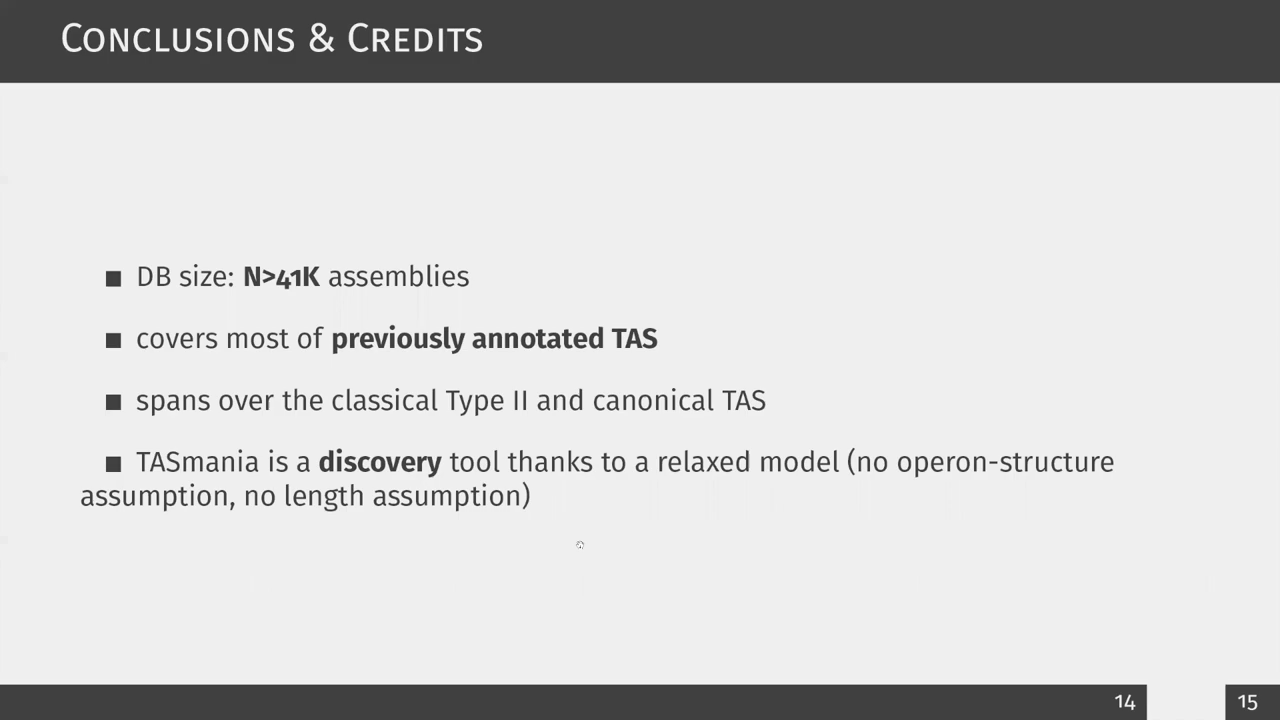 Conclusions & Credits
■ DB size: N>41K assemblies
■ covers most of previously annotated TAS
■ spans over the classical Type II and canonical TAS
■ TASmania is a discovery tool thanks to a relaxed model (no operon-structure
assumption, no length assumption)
14
15